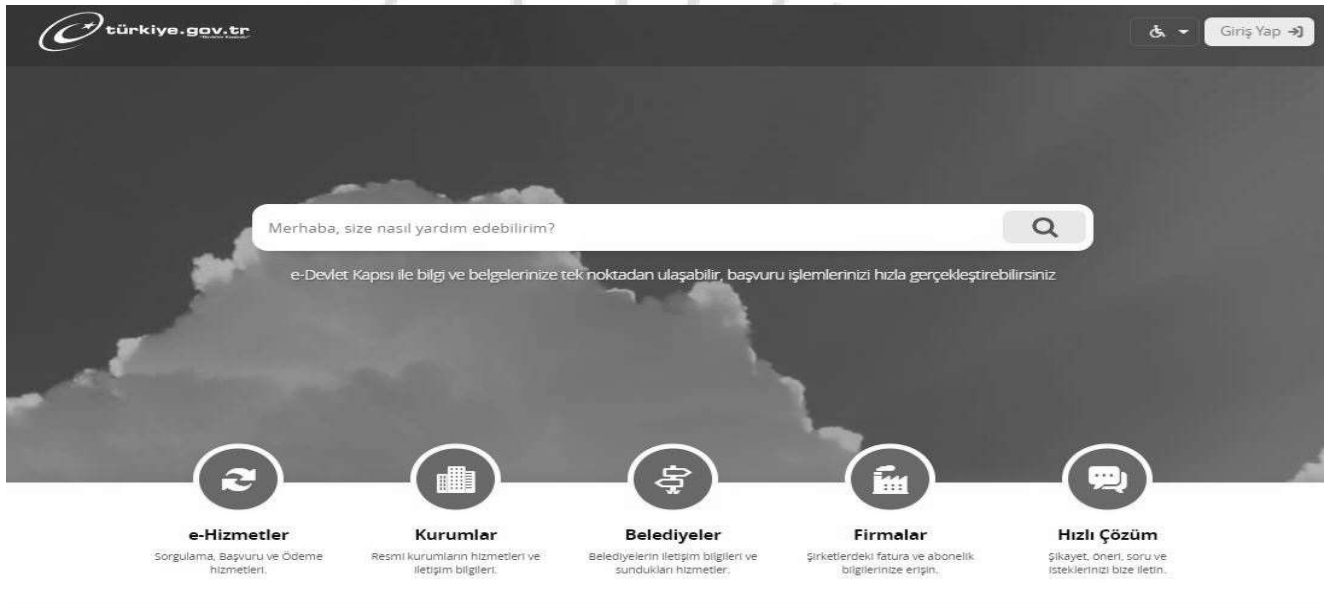 türkiye.gov.tr
Giriş Yap
Merhaba, size nasıl yardım edebilirim?
e-Devlet Kapısı ile bilgi ve belgelerinize tek noktadan ulaşabilir, başvuru işlemlerinizi hızla gerçekleştirebilirsiniz
e-Hizmetler
Sorgulama, Başvuru ve Ödeme
hizmetleri.
Kurumlar
Resmi kurumların hizmetleri ve
iletişim bilgileri.
Belediyeler
Belediyelerin iletişim bilgileri ve
sundukları hizmetler.
Firmalar
Şirketlerdeki fatura ve abonelik
bilgilerinize erişin.
Hızlı Çözüm
Şikayet, öneri, soru ve
isteklerinizi bize iletin.